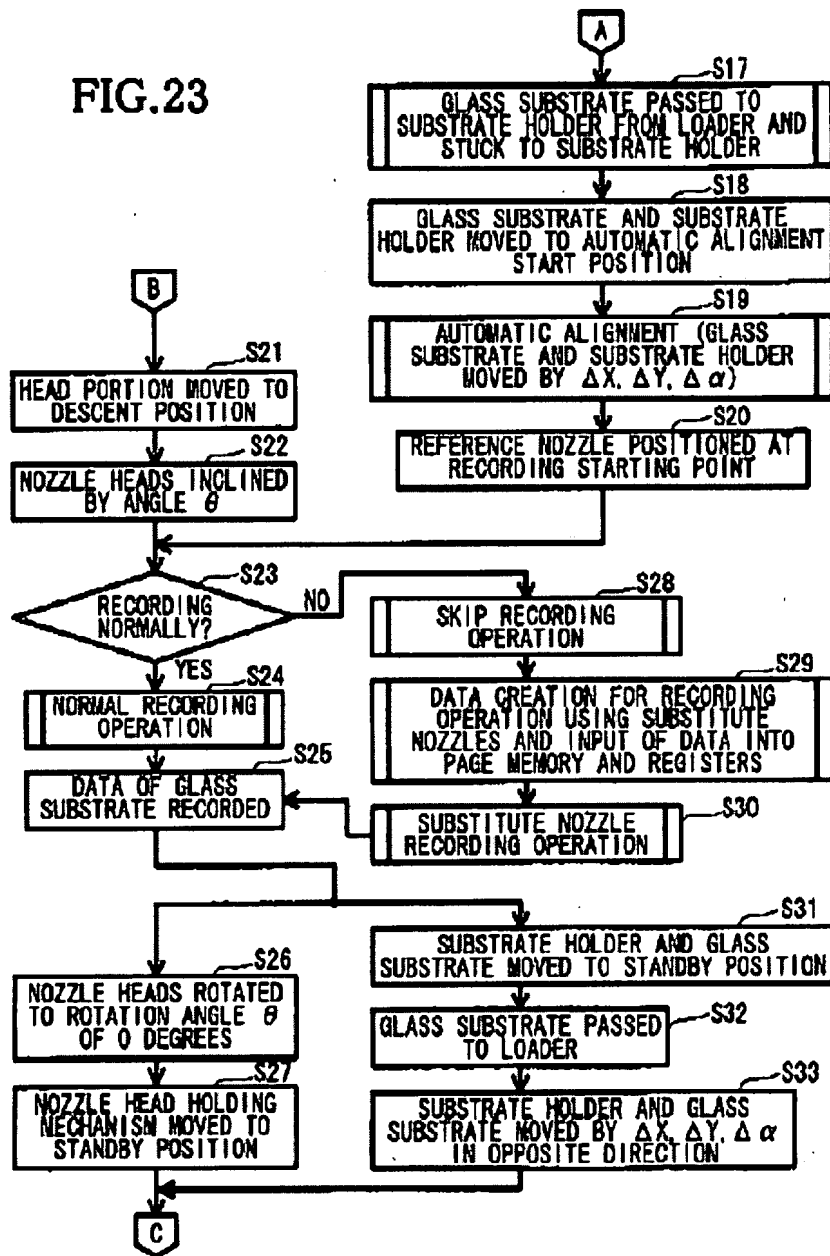 FIG.23
A
S17
GLASS SUBSTRATE PASSED TO
SUBSTRATE HOLDER FROM LOADER AND
STUCK TO SUBSTRATE HOLDER
S18
GLASS SUBSTRATE AND SUBSTRATE
HOLDER MOVED TO AUTOMATIC ALIGNMENT
START POSITION
S19
AUTOMATIC ALIGNMENT (GLASS
SUBSTRATE AND SUBSTRATE HOLDER
MOVED BY ΔX, ΔY, Δα)
S20
REFERENCE NOZZLE POSITIONED AT
RECORDING STARTING POINT
B
S21
HEAD PORTION MOVED TO
DESCENT POSITION
S22
NOZZLE HEADS INCLINED
BY ANGLE θ
S23
RECORDING
NORMALLY?
NO
YES
S24
NORMAL RECORDING
OPERATION
S25
DATA OF GLASS
SUBSTRATE RECORDED
S28
SKIP RECORDING
OPERATION
S29
DATA CREATION FOR RECORDING
OPERATION USING SUBSTITUTE
NOZZLES AND INPUT OF DATA INTO
PAGE MEMORY AND REGISTERS
S30
SUBSTITUTE NOZZLE
RECORDING OPERATION
S26
NOZZLE HEADS ROTATED
TO ROTATION ANGLE θ
OF 0 DEGREES
S27
NOZZLE HEAD HOLDING
MECHANISM MOVED TO
STANDBY POSITION
S31
SUBSTRATE HOLDER AND GLASS
SUBSTRATE MOVED TO STANDBY POSITION
S32
GLASS SUBSTRATE PASSED
TO LOADER
S33
SUBSTRATE HOLDER AND GLASS
SUBSTRATE MOVED BY ΔX, ΔY, Δα
IN OPPOSITE DIRECTION
C